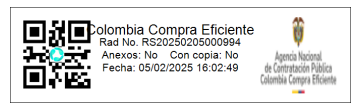 Colombia Compra Eficiente
Rad No. RS20250205000994
Anexos: No Con copia: No
Fecha: 05/02/2025 16:02:49
Agencia Nacional
de Contratación Pública
Colombia Compra Eficiente